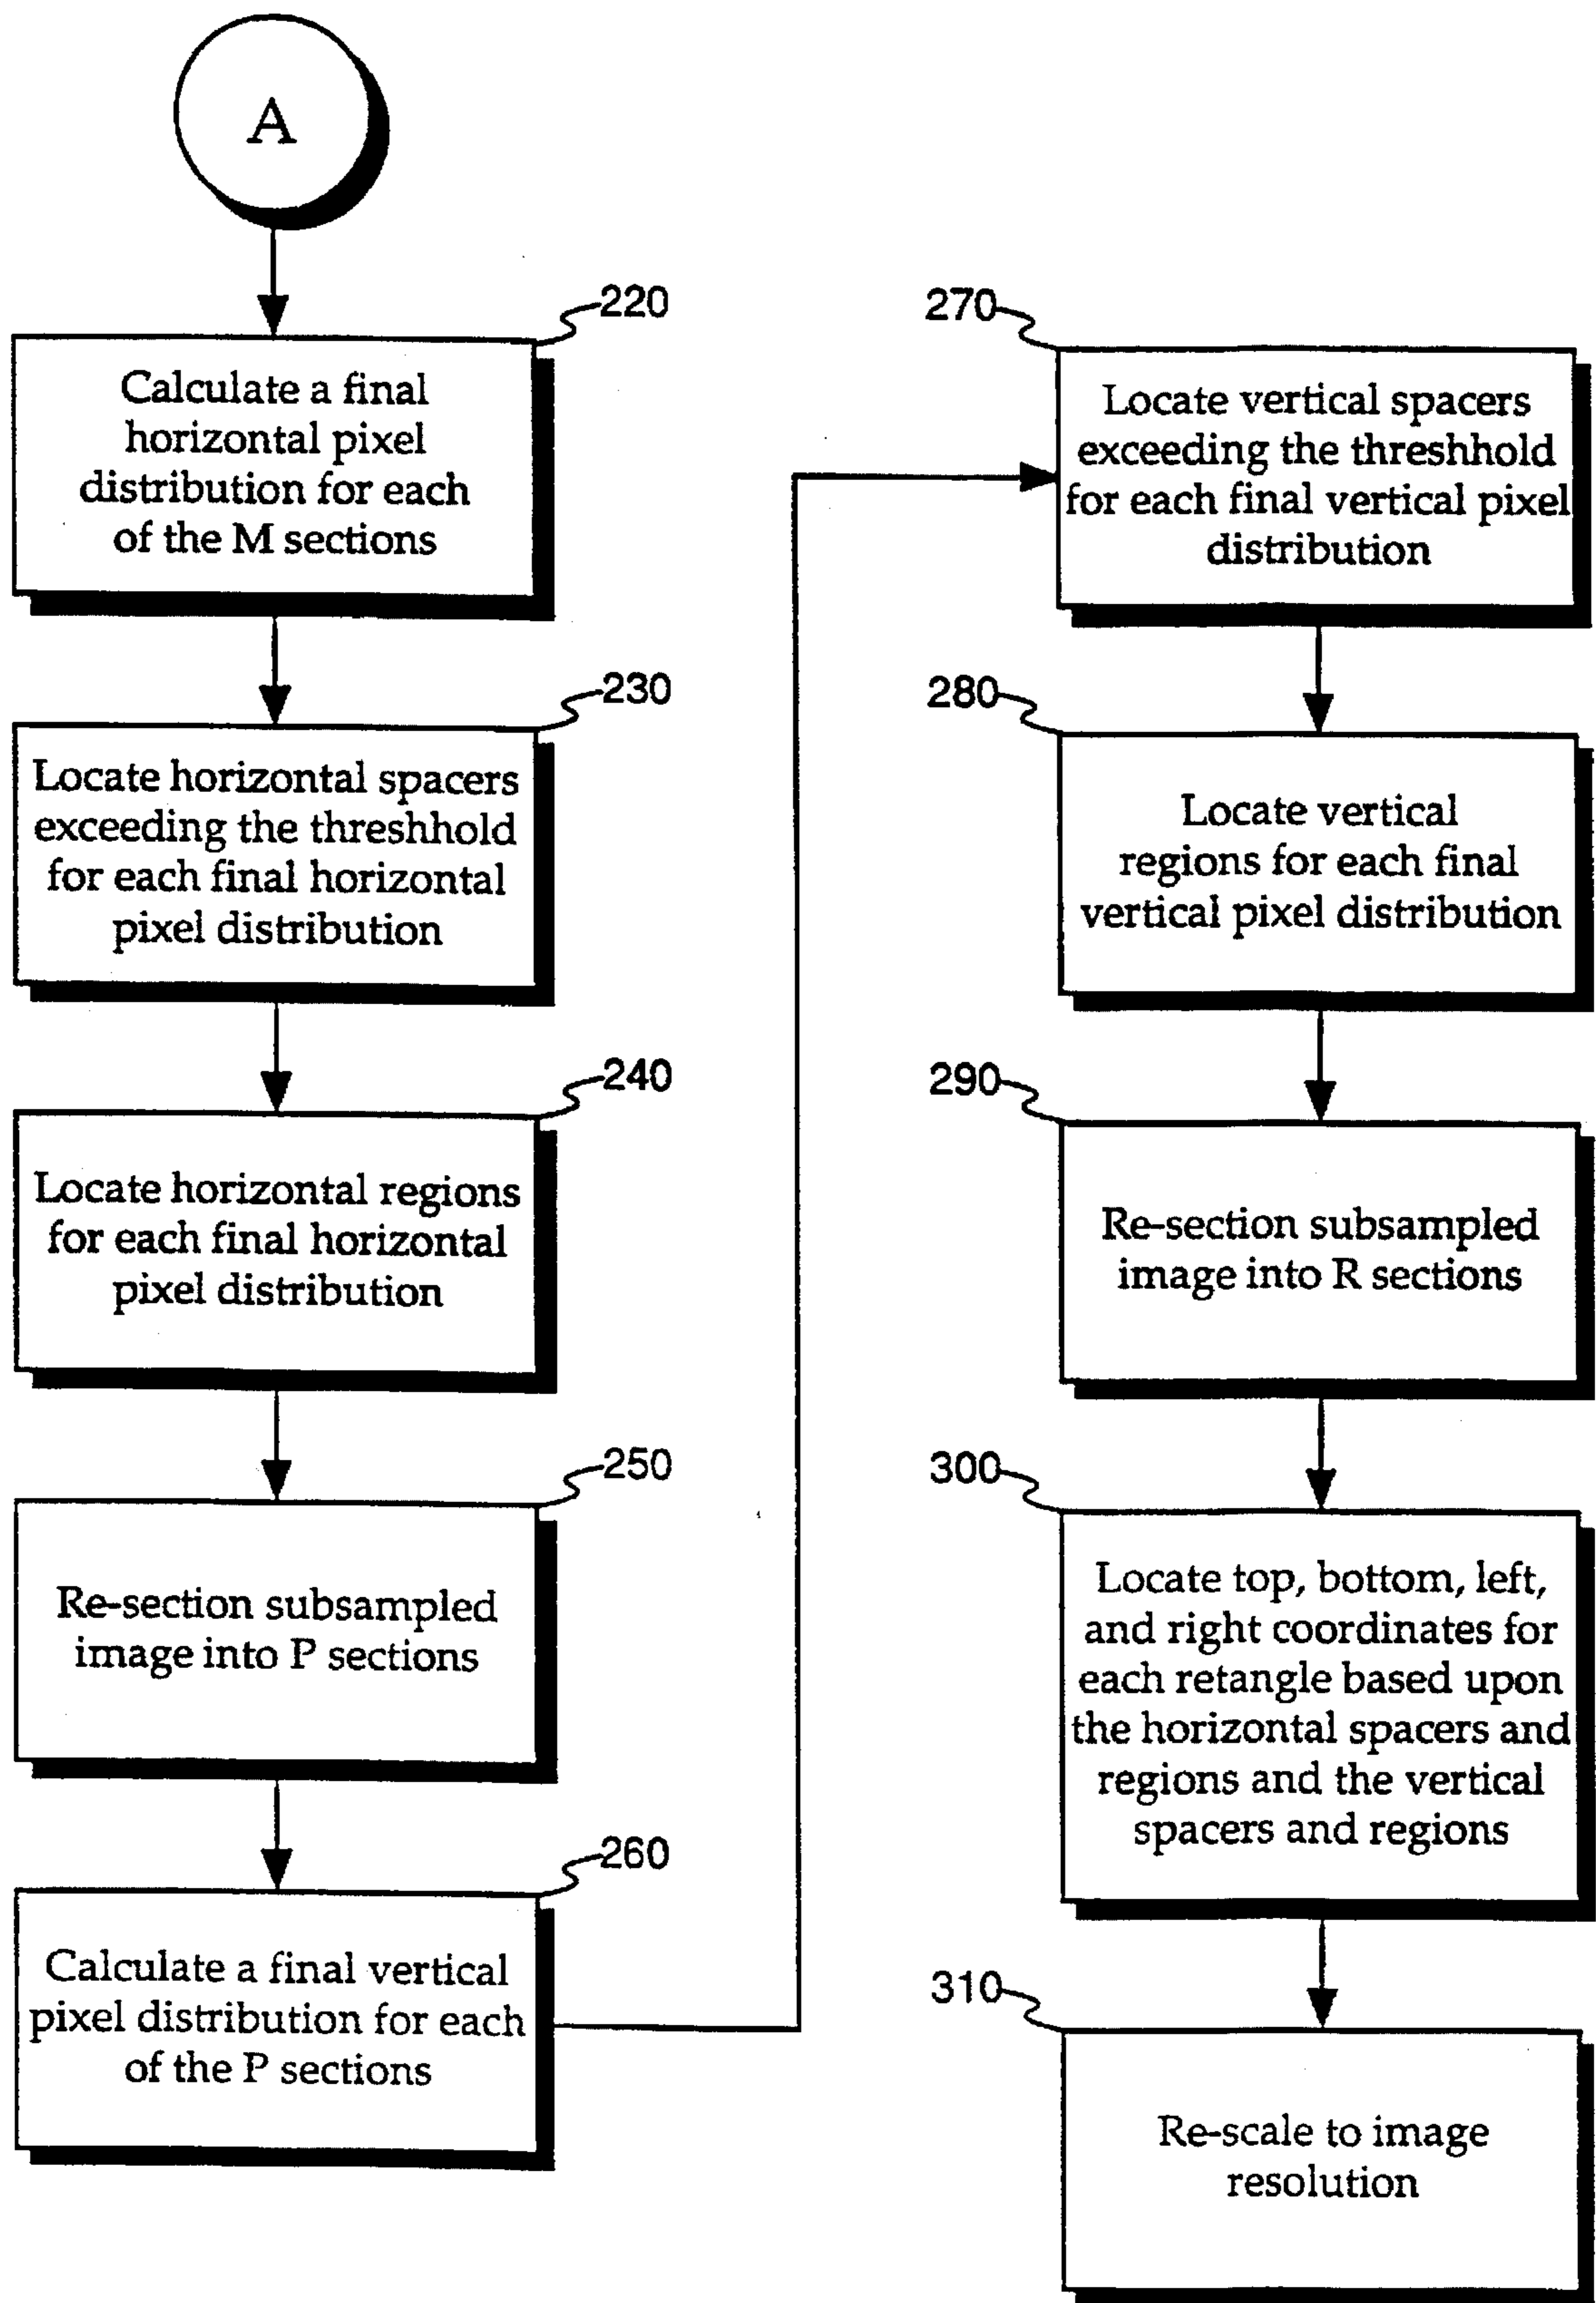 A
220
Calculate a final
horizontal pixel
distribution for each
of the M sections
230
Locate horizontal spacers
exceeding the threshhold
for each final horizontal
pixel distribution
240
Locate horizontal regions
for each final horizontal
pixel distribution
250
Re-section subsampled
image into P sections
260
Calculate a final vertical
pixel distribution for each
of the P sections
270
Locate vertical spacers
exceeding the threshhold
for each final vertical pixel
distribution
280
Locate vertical
regions for each final
vertical pixel distribution
290
Re-section subsampled
image into R sections
300
Locate top, bottom, left,
and right coordinates for
each retangle based upon
the horizontal spacers and
regions and the vertical
spacers and regions
310
Re-scale to image
resolution